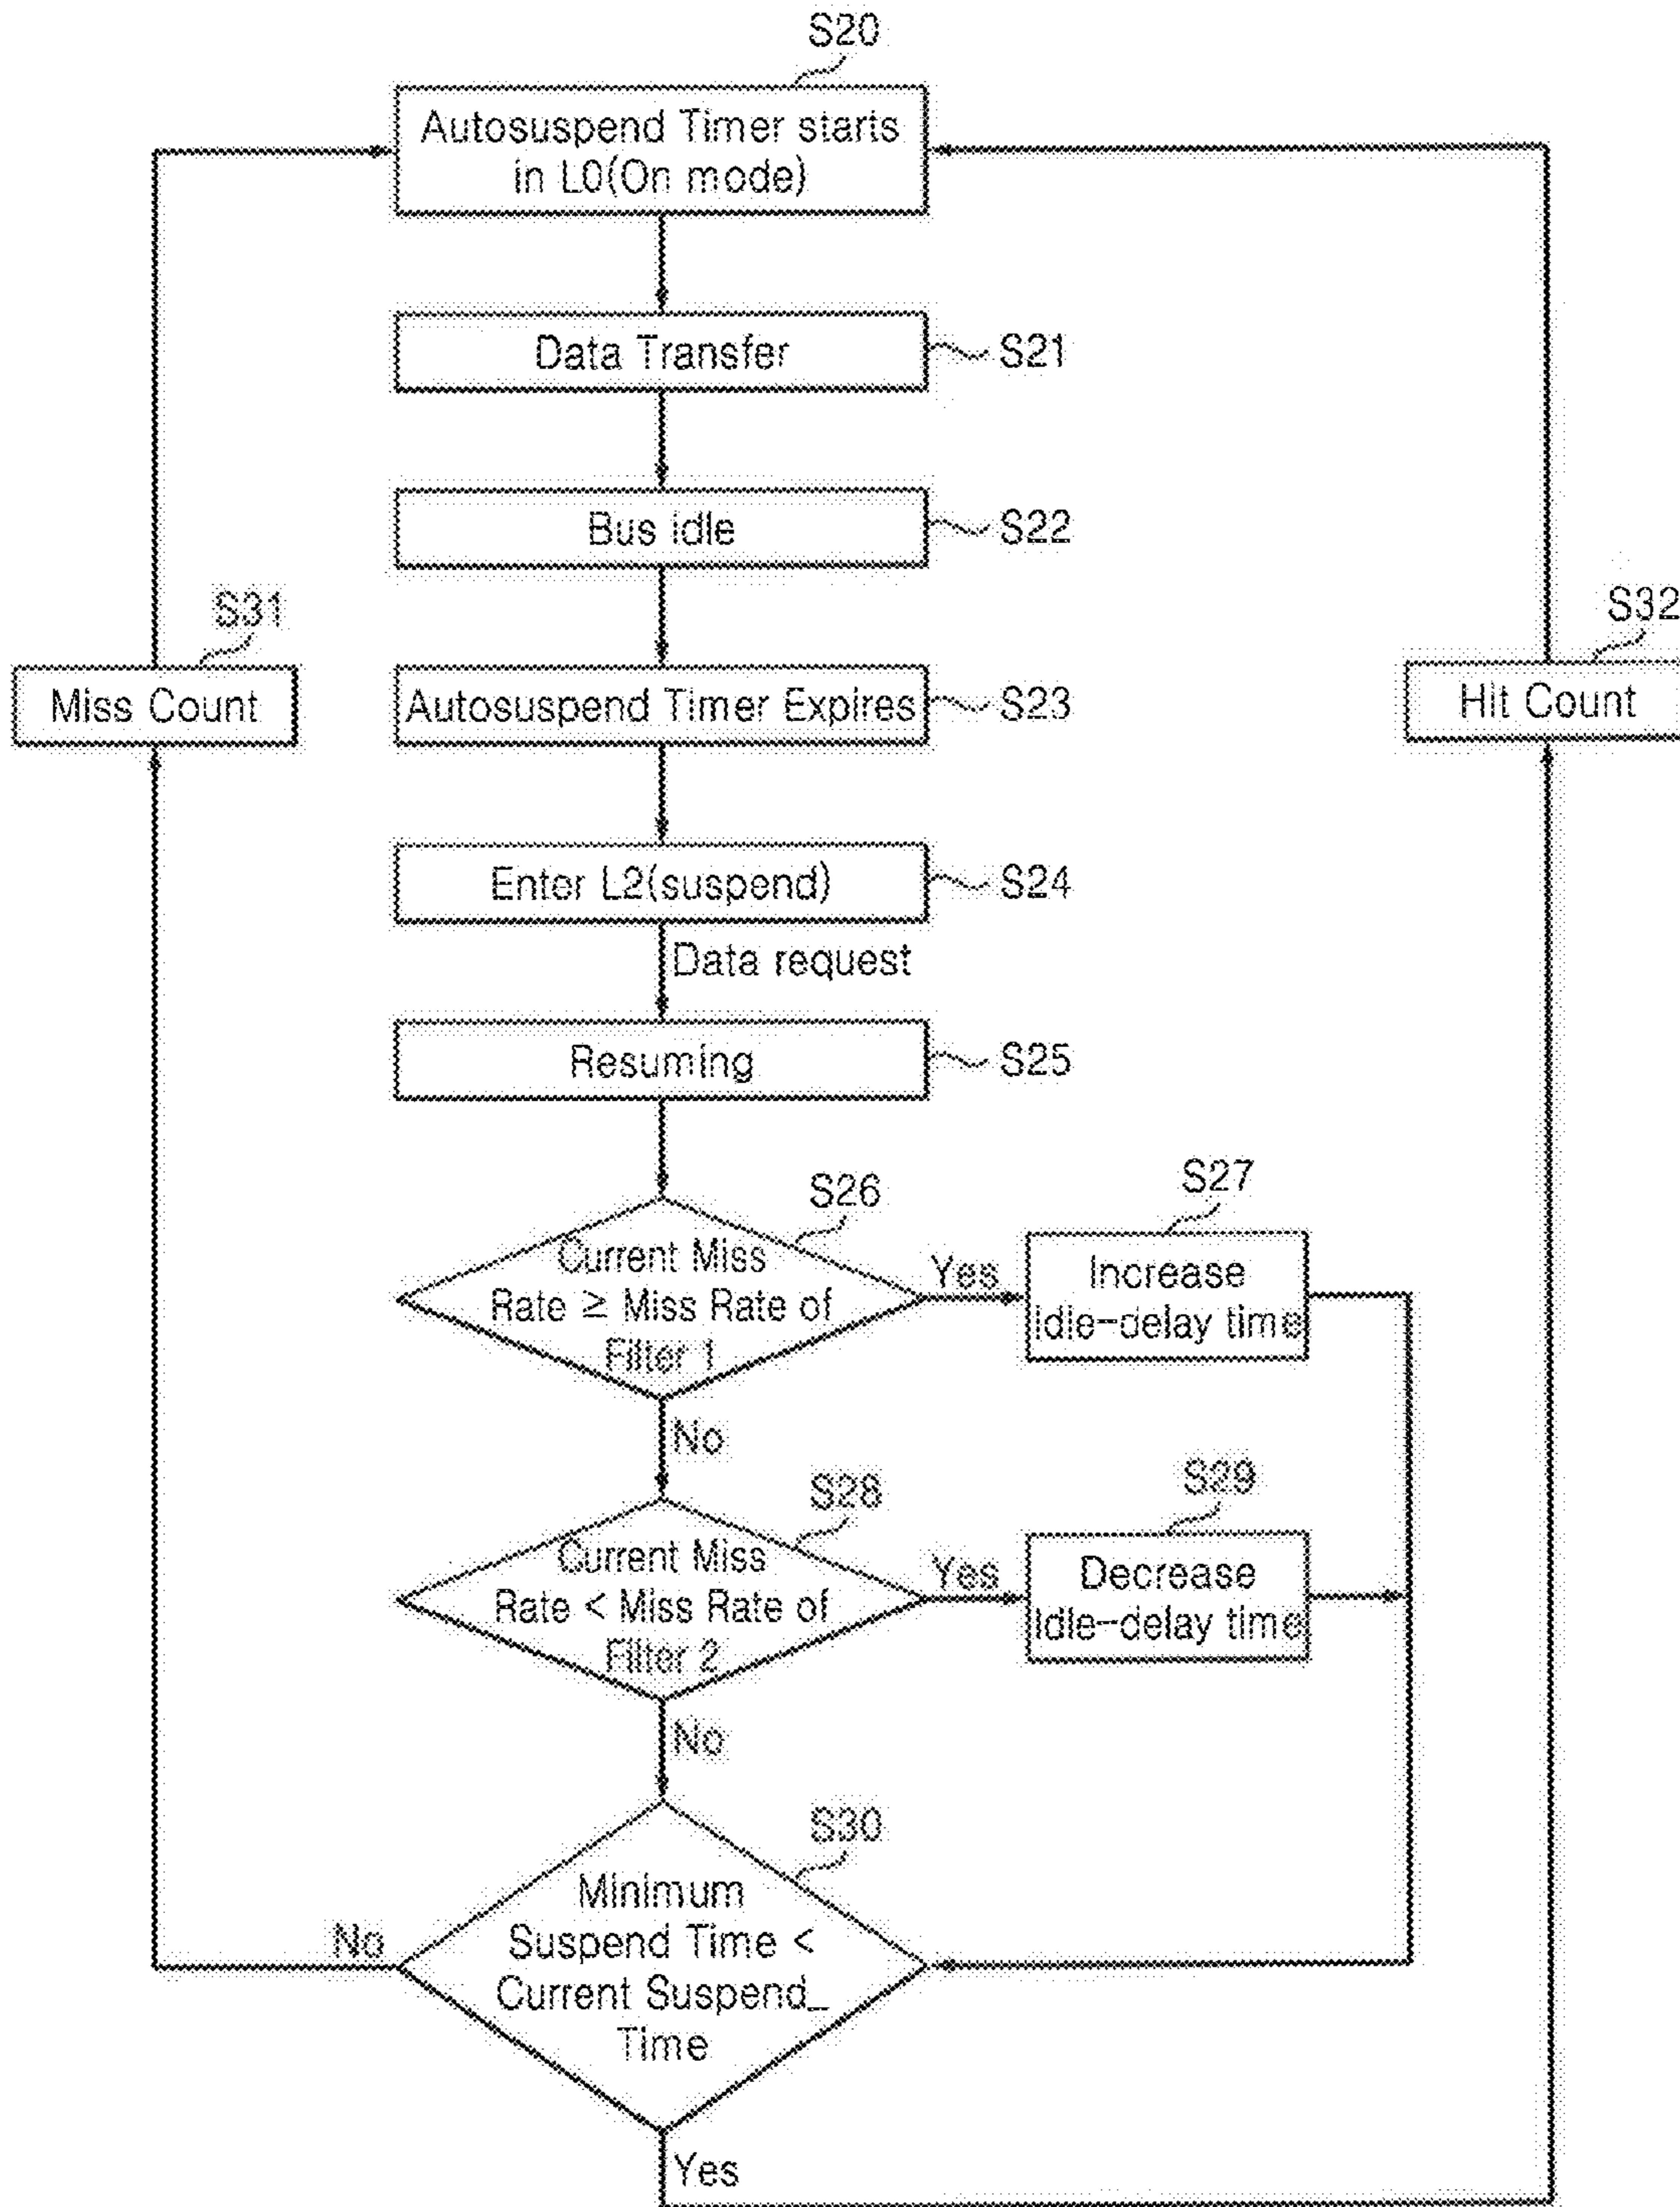 S20
Autosuspend Timer starts
in L0(On mode)
Data Transfer
S21
Bus idle
S22
S31
Miss Count
Autosuspend Timer Expires
S23
S32
Hit Count
Enter L2(suspend)
S24
Data request
Resuming
S25
S26
Current Miss
Rate ≥ Miss Rate of
Filter 1
Yes
S27
Increase
Idle-delay time
No
S28
Current Miss
Rate < Miss Rate of
Filter 2
Yes
S29
Decrease
Idle-delay time
No
S30
Minimum
Suspend Time <
Current Suspend_
Time
No
Yes